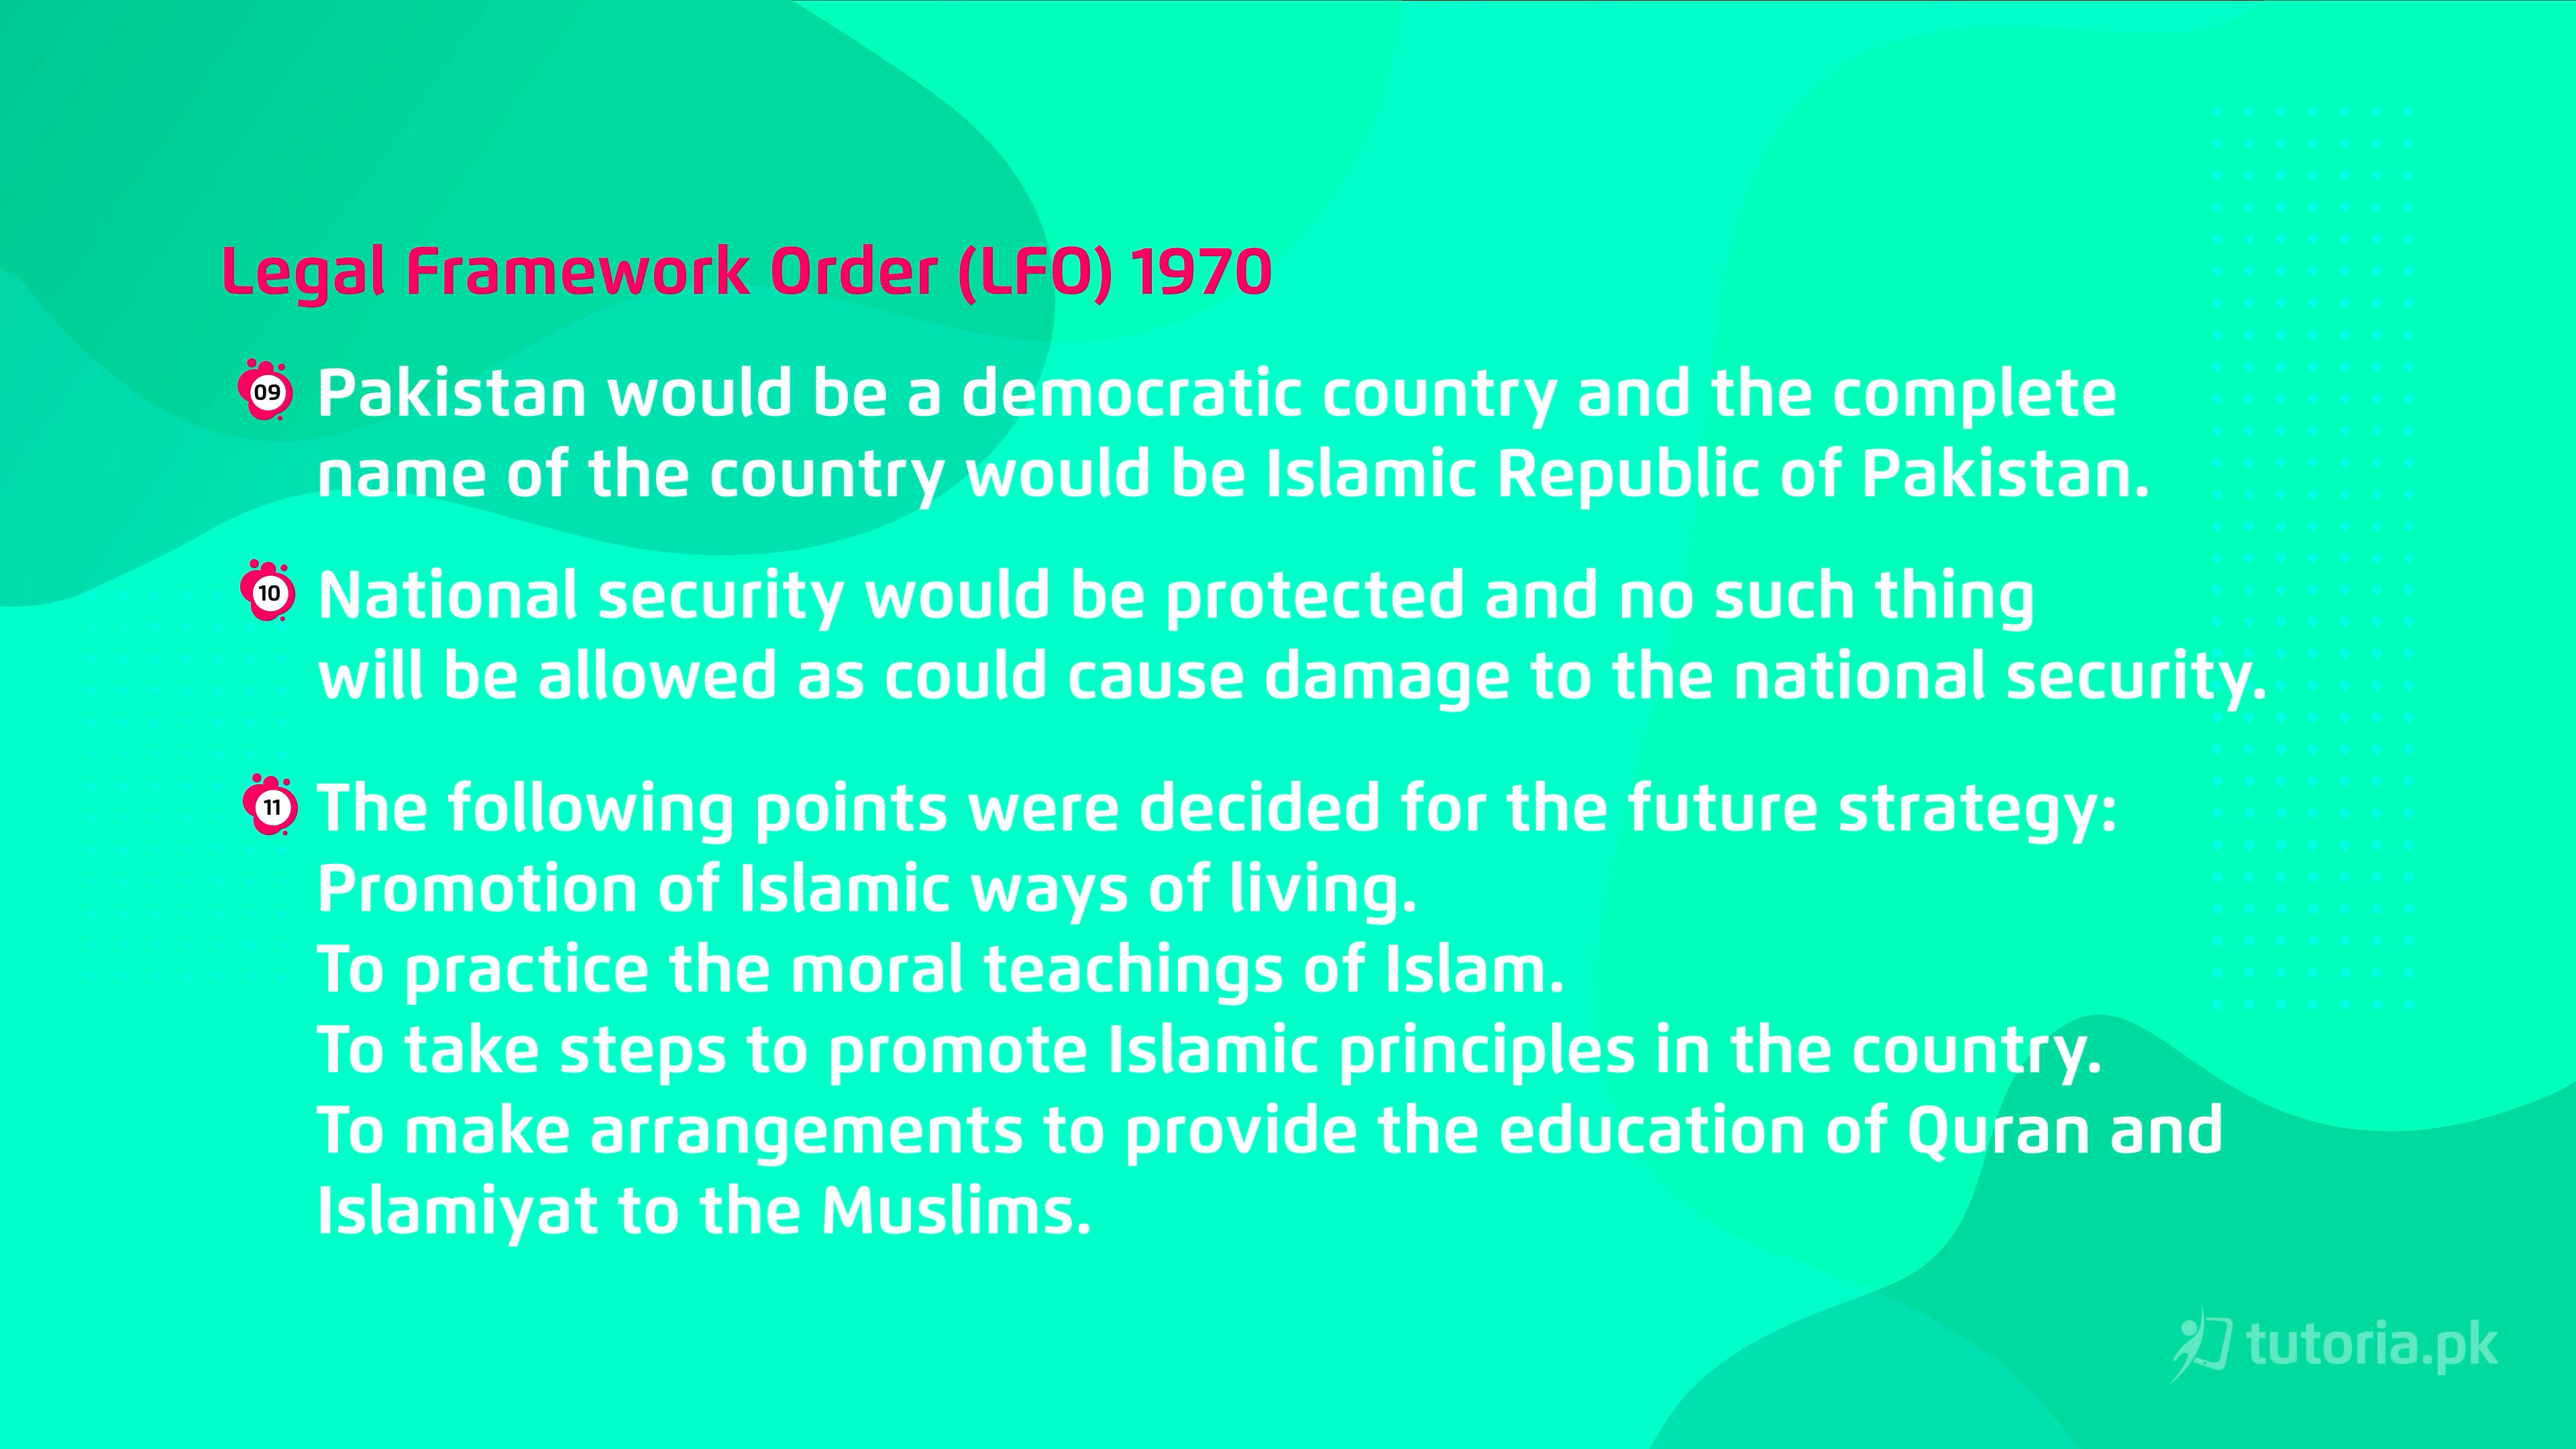 Legal Framework Order (LFO) 1970
09 Pakistan would be a democratic country and the complete
name of the country would be Islamic Republic of Pakistan.
10 National security would be protected and no such thing
will be allowed as could cause damage to the national security.
11 The following points were decided for the future strategy:
Promotion of Islamic ways of living.
To practice the moral teachings of Islam.
To take steps to promote Islamic principles in the country.
To make arrangements to provide the education of Quran and
Islamiyat to the Muslims.
tutoria.pk